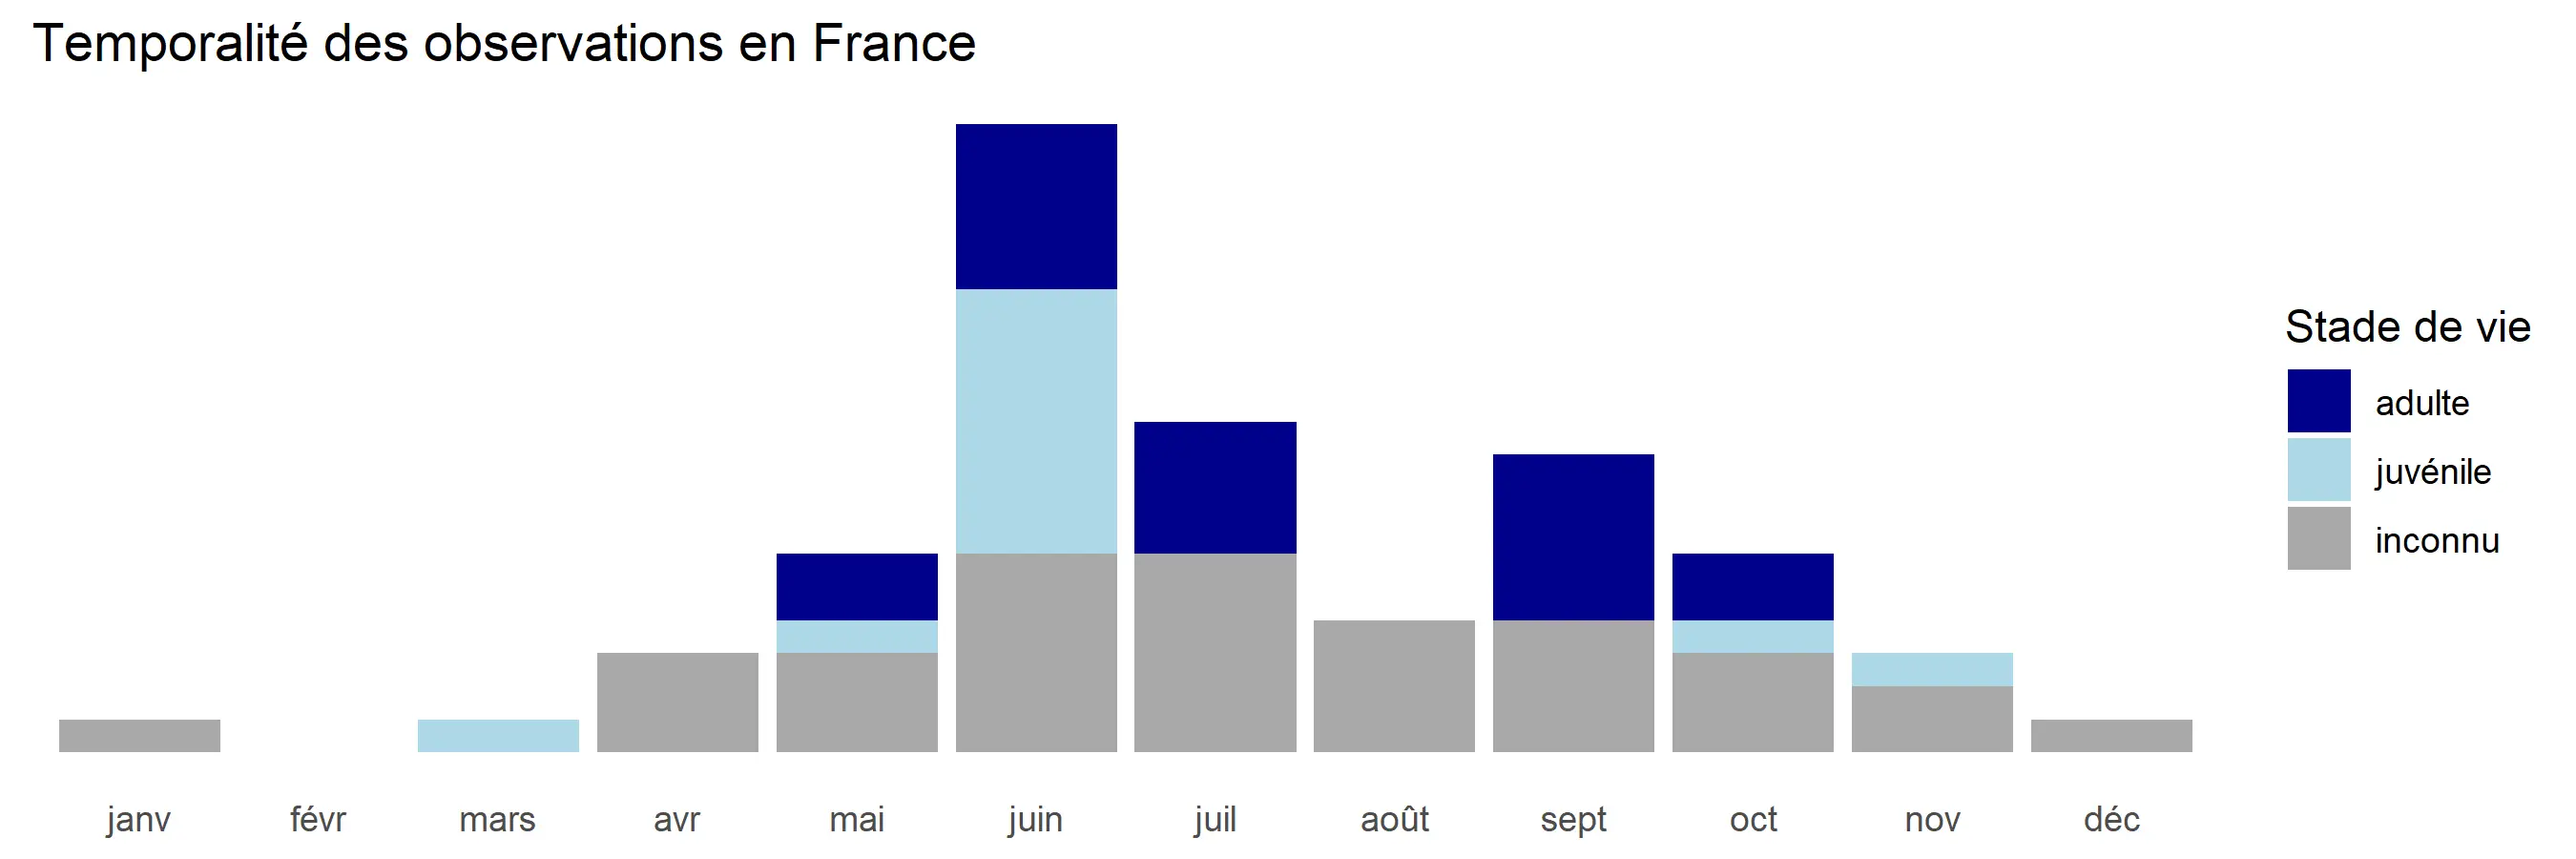 Temporalité des observations en France
Stade de vie
adulte
juvénile
inconnu
janv févr mars avr mai juin juil août sept oct nov déc